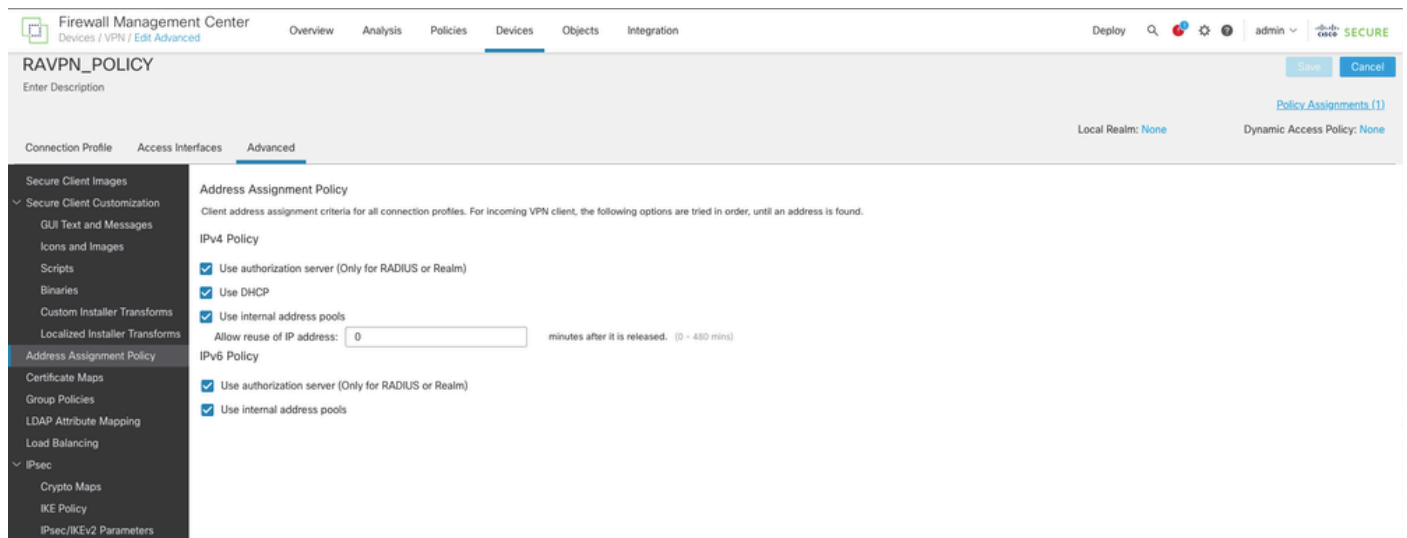 Firewall Management Center
Devices / VPN / Edit Advanced
Overview Analysis Policies Devices Objects Integration
Deploy admin CISCO SECURE
RAVPN_POLICY
Save Cancel
Enter Description
Policy Assignments (1)
Local Realm: None Dynamic Access Policy: None
Connection Profile Access Interfaces Advanced
Secure Client Images
Secure Client Customization
GUI Text and Messages
Icons and Images
Scripts
Binaries
Custom Installer Transforms
Localized Installer Transforms
Address Assignment Policy
Certificate Maps
Group Policies
LDAP Attribute Mapping
Load Balancing
IPsec
Crypto Maps
IKE Policy
IPsec/IKEv2 Parameters
Address Assignment Policy
Client address assignment criteria for all connection profiles. For incoming VPN client, the following options are tried in order, until an address is found.
IPv4 Policy
Use authorization server (Only for RADIUS or Realm)
Use DHCP
Use internal address pools
Allow reuse of IP address: 0 minutes after it is released. (0 - 480 mins)
IPv6 Policy
Use authorization server (Only for RADIUS or Realm)
Use internal address pools